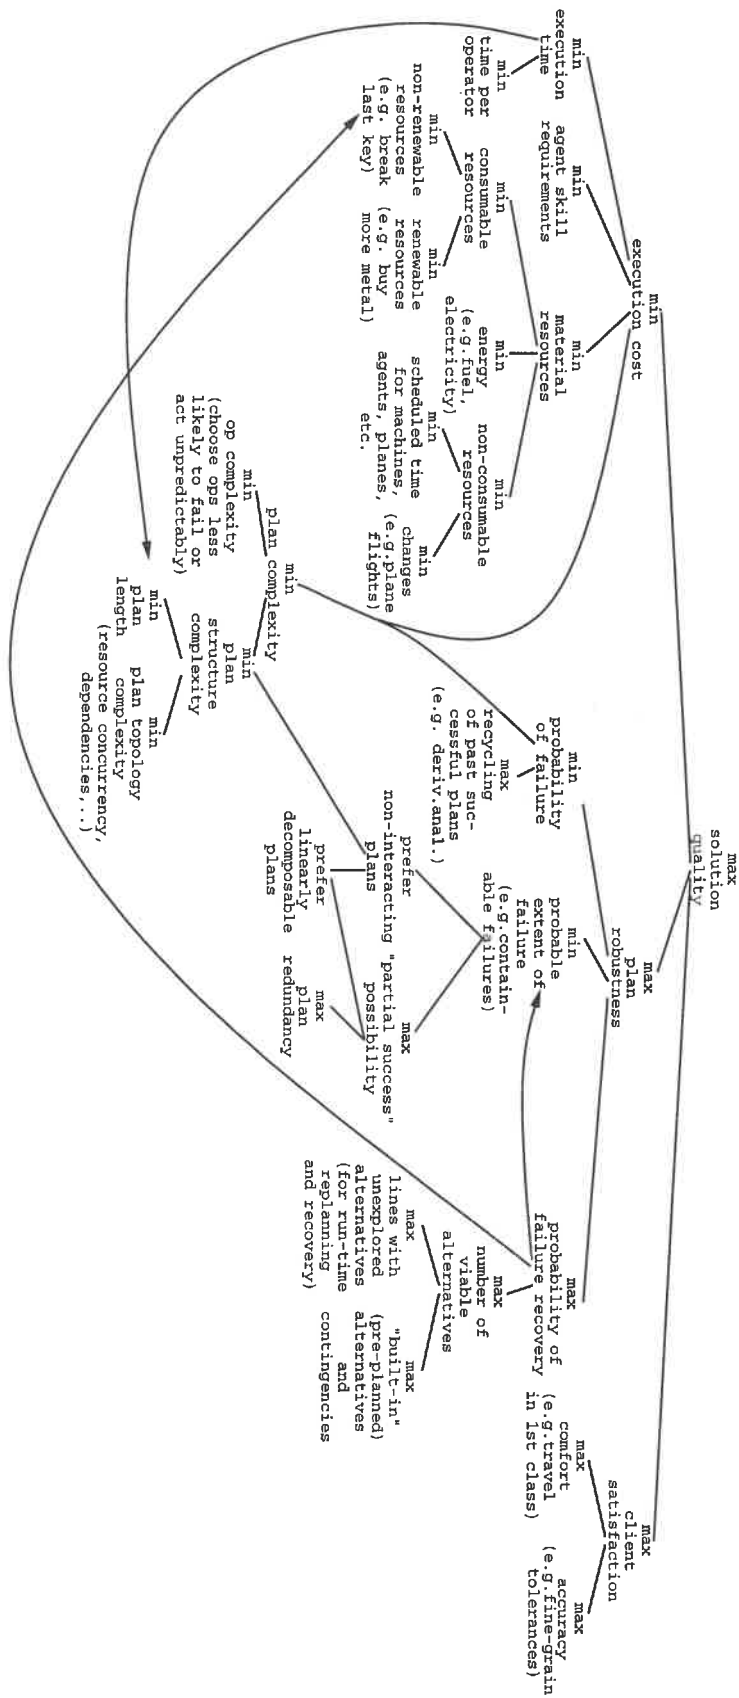 max
solution
quality
min
execution cost
max
plan
robustness
max
client
satisfaction
min
execution
time
min
agent skill
requirements
min
material
resources
min
probability
of failure
min
probable
extent of
failure
(e.g.contain-
able failures)
max
probability of
failure recovery
max
comfort
(e.g.travel
in 1st class)
max
accuracy
(e.g.fine-grain
tolerances)
min
time per
operator
min
consumable
resources
min
energy
(e.g.fuel,
electricity)
min
non-consumable
resources
max
recycling
of past suc-
cessful plans
(e.g. deriv.anal.)
max
number of
viable
alternatives
min
non-renewable
resources
(e.g. break
last key)
min
renewable
resources
(e.g. buy
more metal)
min
scheduled time
for machines,
agents, planes,
etc.
min
changes
(e.g.plane
flights)
prefer
non-interacting
plans
max
"partial success"
possibility
max
lines with
unexplored
alternatives
(for run-time
replanning
and recovery)
max
"built-in"
(pre-planned)
alternatives
and
contingencies
prefer
linearly
decomposable
plans
max
plan
redundancy
min
plan complexity
min
op complexity
(choose ops less
likely to fail or
act unpredictably)
min
plan
structure
complexity
min
plan
length
min
plan topology
complexity
(resource concurrency,
dependencies,..)